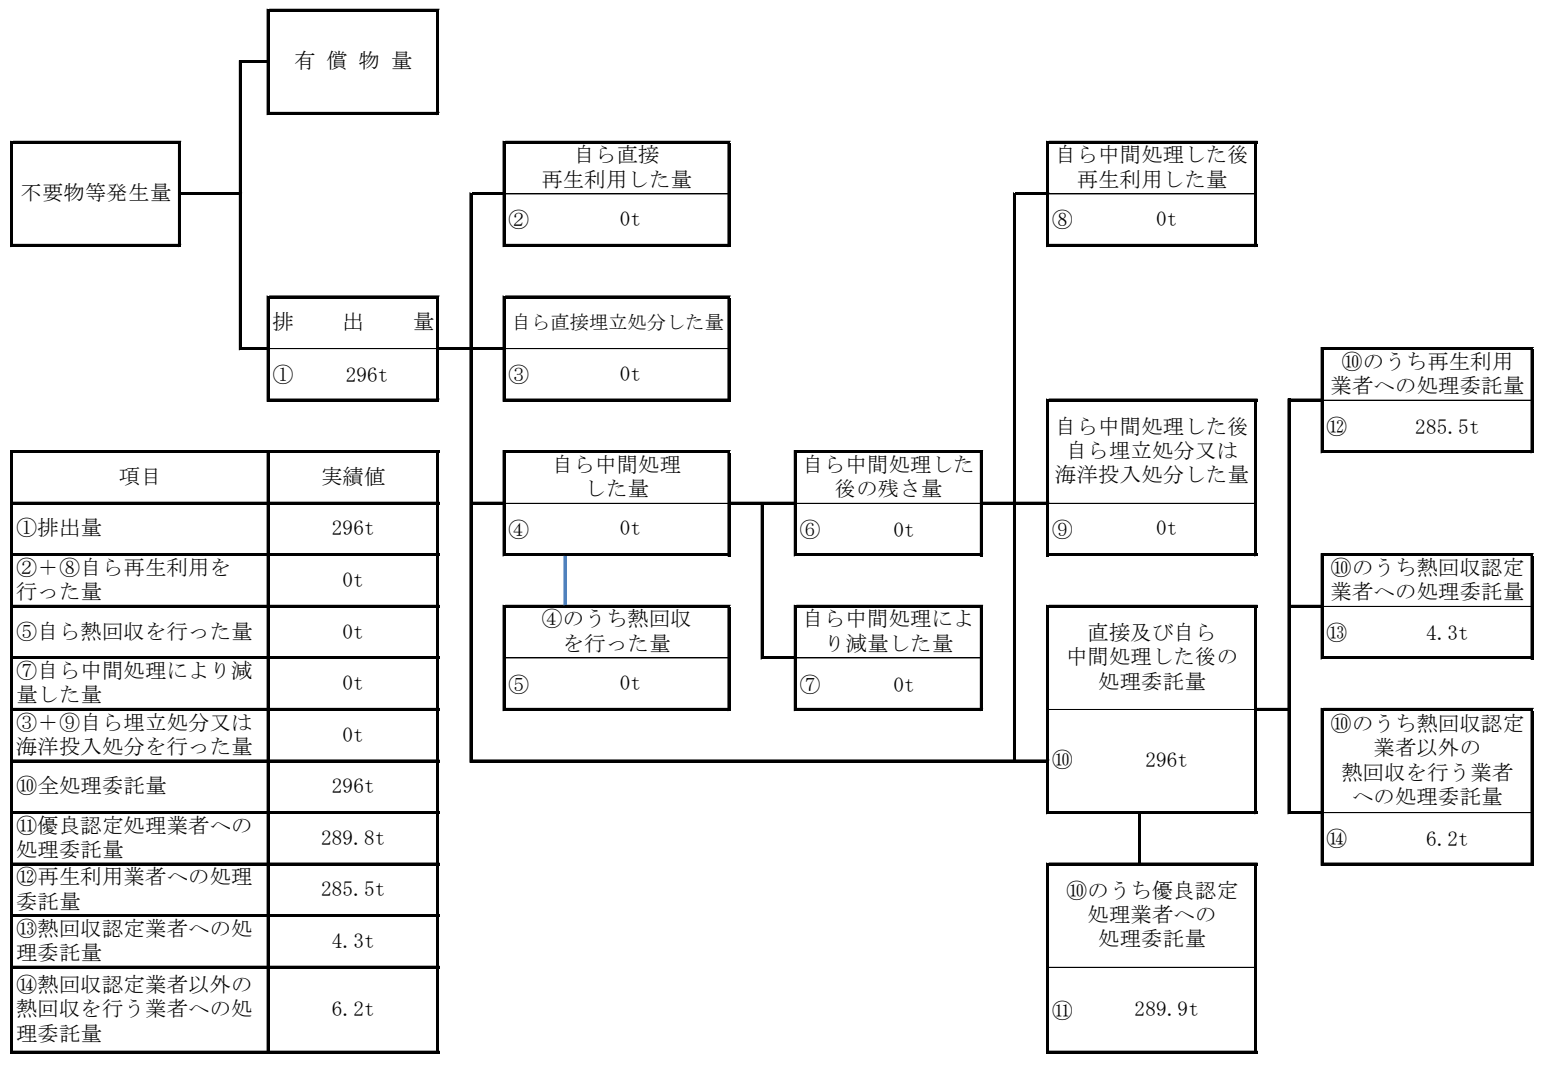 有償物量
不要物等発生量
排出量
① 296t
自ら直接
再生利用した量
② 0t
自ら直接埋立処分した量
③ 0t
自ら中間処理
した量
④ 0t
④のうち熱回収
を行った量
⑤ 0t
自ら中間処理した
後の残さ量
⑥ 0t
自ら中間処理によ
り減量した量
⑦ 0t
自ら中間処理した後
再生利用した量
⑧ 0t
自ら中間処理した後
自ら埋立処分又は
海洋投入処分した量
⑨ 0t
直接及び自ら
中間処理した後の
処理委託量
⑩ 296t
⑩のうち優良認定
処理業者への
処理委託量
⑪ 289.9t
⑩のうち再生利用
業者への処理委託量
⑫ 285.5t
⑩のうち熱回収認定
業者への処理委託量
⑬ 4.3t
⑩のうち熱回収認定
業者以外の
熱回収を行う業者
への処理委託量
⑭ 6.2t
項目 実績値
①排出量 296t
②＋⑧自ら再生利用を
行った量
0t
⑤自ら熱回収を行った量 0t
⑦自ら中間処理により減
量した量
0t
③＋⑨自ら埋立処分又は
海洋投入処分を行った量
0t
⑩全処理委託量 296t
⑪優良認定処理業者への
処理委託量
289.8t
⑫再生利用業者への処理
委託量
285.5t
⑬熱回収認定業者への処
理委託量
4.3t
⑭熱回収認定業者以外の
熱回収を行う業者への処
理委託量
6.2t